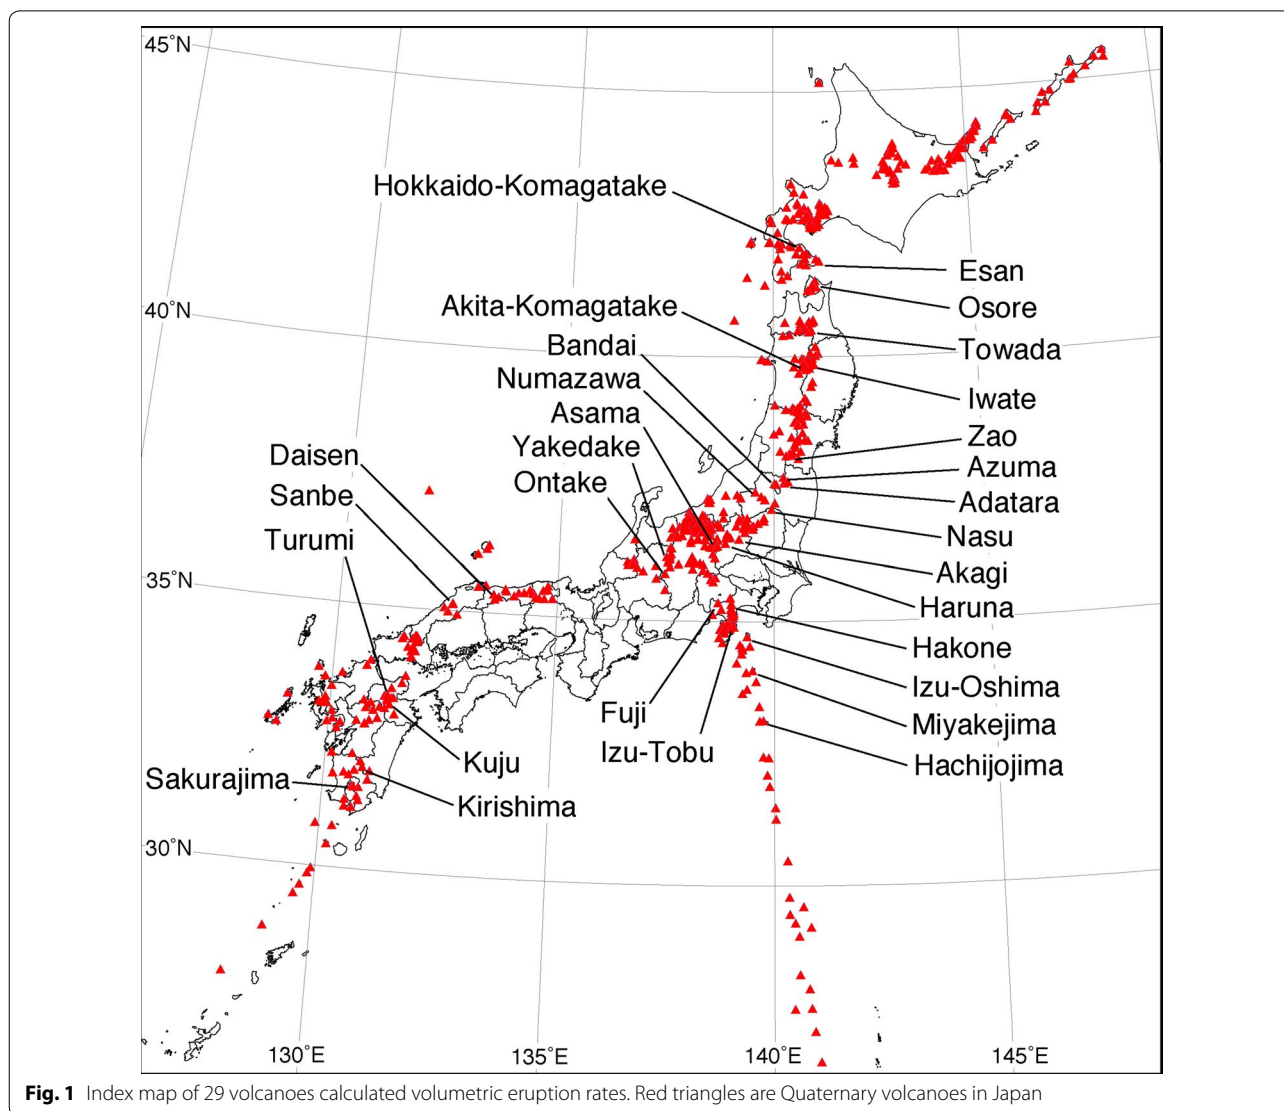 45°N
Hokkaido-Komagatake
Esan
Osore
Akita-Komagatake
40°N
Bandai
Towada
Numazawa
Iwate
Asama
Zao
Yakedake
Daisen
Azuma
Ontake
Sanbe
Adatara
Nasu
Turumi
Akagi
35°N
Haruna
Hakone
Izu-Oshima
Fuji
Miyakejima
Izu-Tobu
Kuju
Hachijojima
Sakurajima
Kirishima
30°N
130°E
135°E
140°E
145°E
Fig. 1 Index map of 29 volcanoes calculated volumetric eruption rates. Red triangles are Quaternary volcanoes in Japan